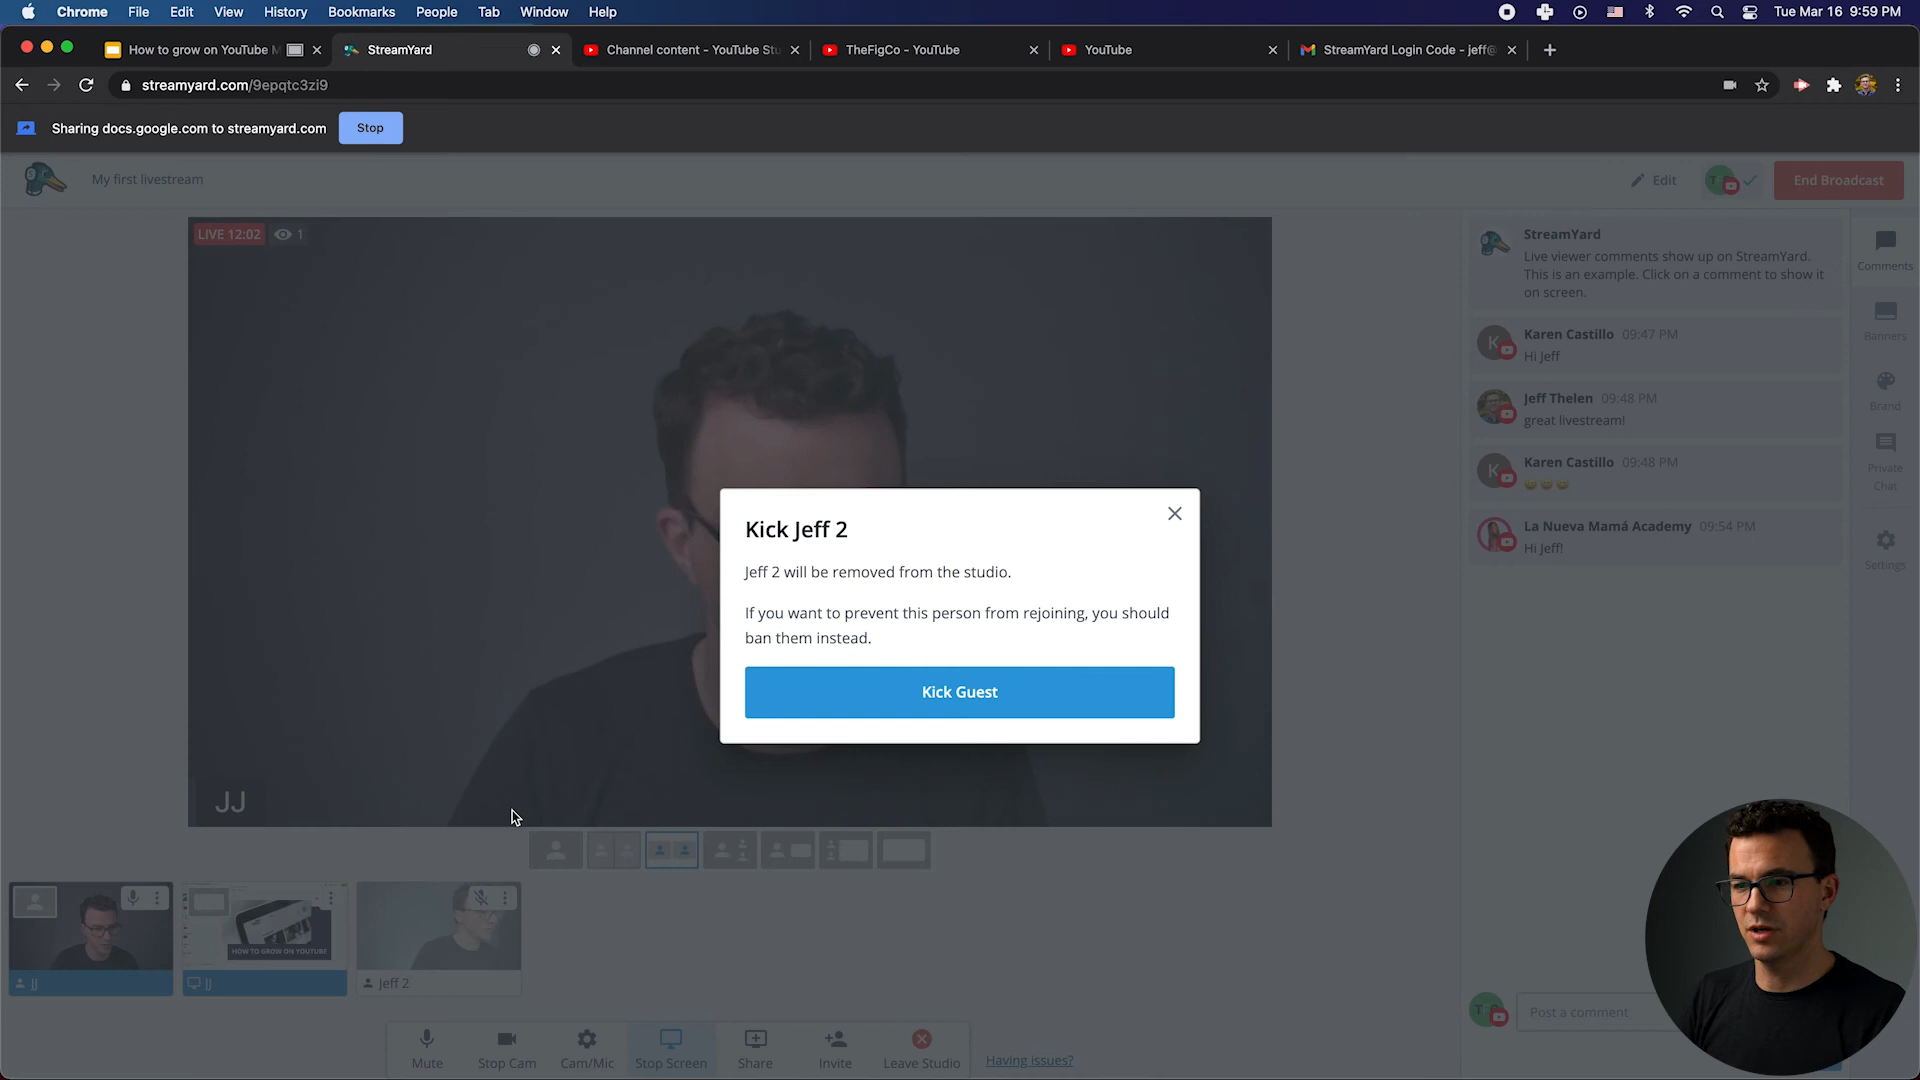 Chrome File Edit View History Bookmarks People Tab Window Help Tue Mar 16 9:59 PM
How to grow on YouTube StreamYard Channel content - YouTube Stu TheFigCo - YouTube YouTube StreamYard Login Code - jeff@
streamyard.com/9epqtc3zi9
Sharing docs.google.com to streamyard.com Stop
My first livestream Edit End Broadcast
LIVE 12:02 1
StreamYard
Live viewer comments show up on StreamYard.
This is an example. Click on a comment to show it
on screen.
Karen Castillo 09:47 PM
Hi Jeff
Jeff Thelen 09:48 PM
great livestream!
Karen Castillo 09:48 PM
😄😄😄
La Nueva Mamá Academy 09:54 PM
Hi Jeff!
Comments
Banners
Brand
Private
Chat
Settings
Kick Jeff 2
Jeff 2 will be removed from the studio.
If you want to prevent this person from rejoining, you should
ban them instead.
Kick Guest
JJ
HOW TO GROW ON YOUTUBE
JJ
JJ
Jeff 2
Post a comment
Mute Stop Cam Cam/Mic Stop Screen Share Invite Leave Studio Having issues?